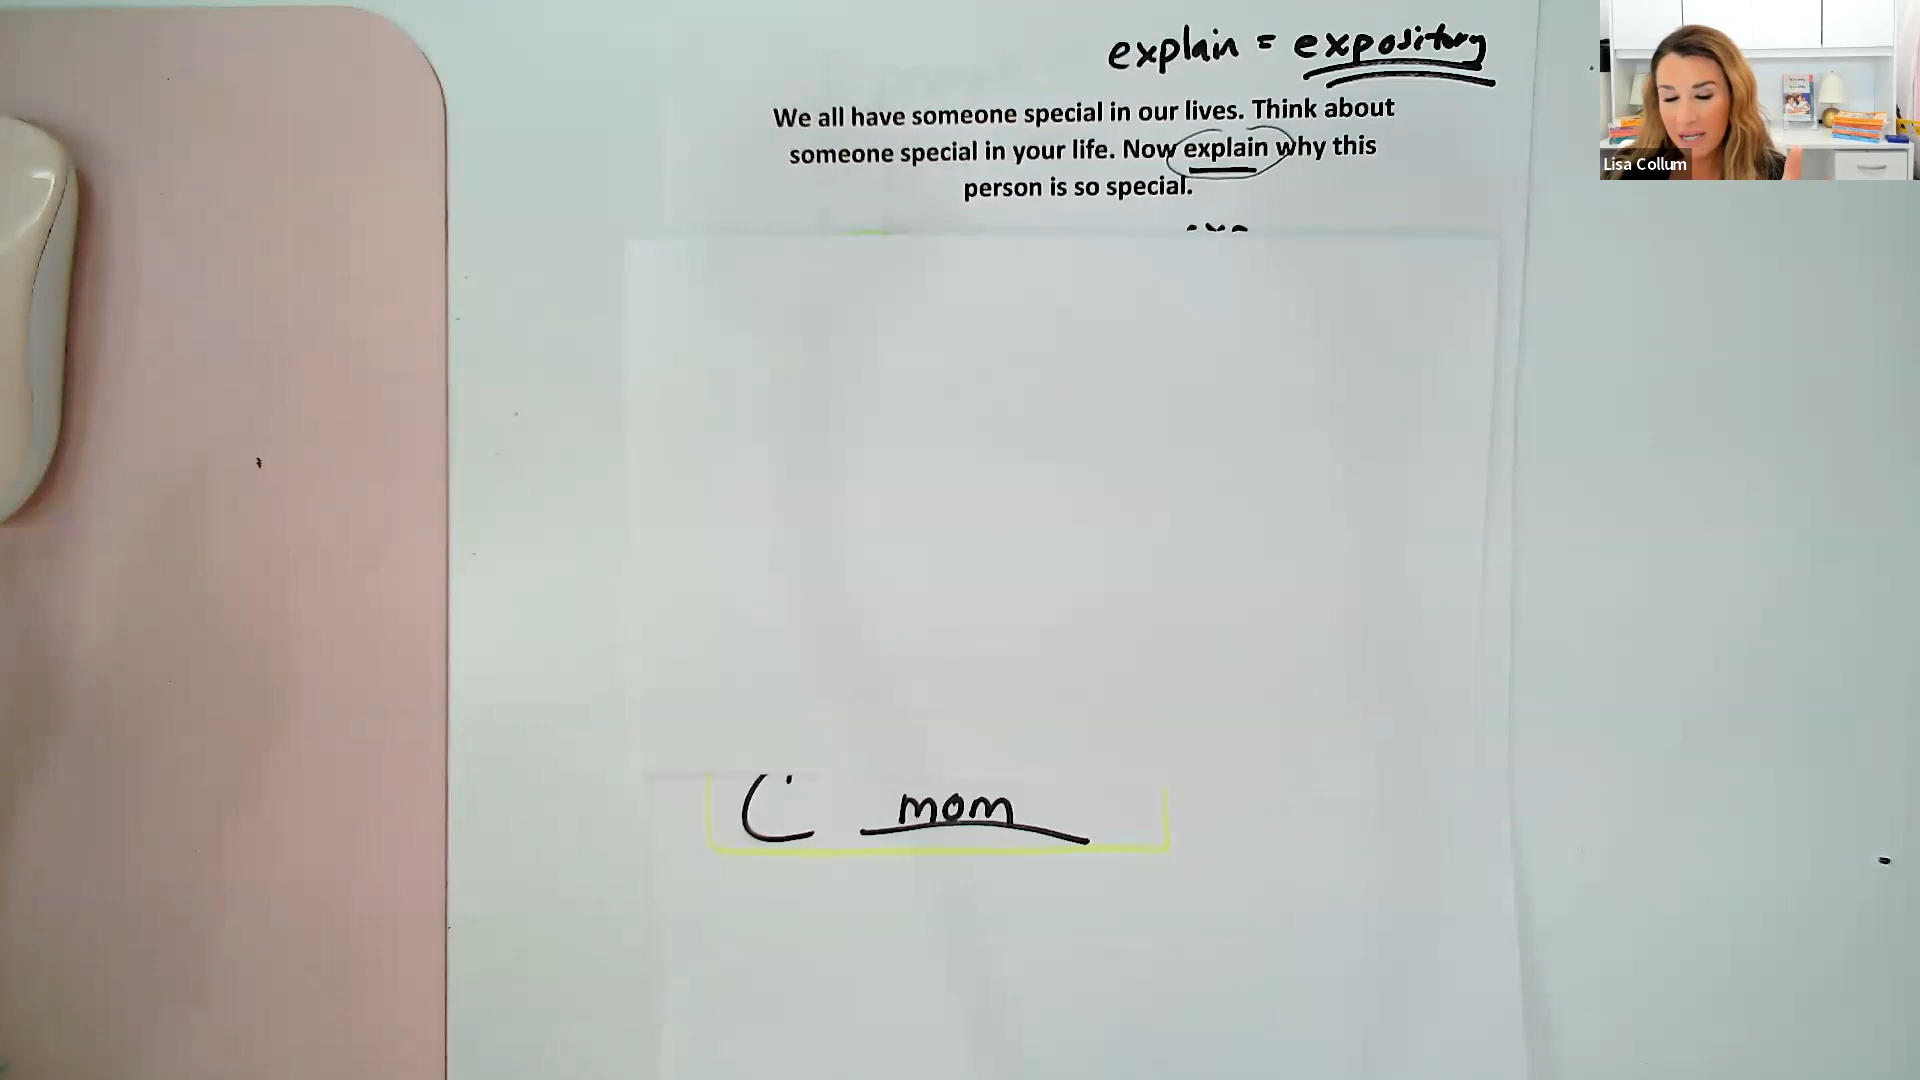 explain = expository
We all have someone special in our lives. Think about
someone special in your life. Now explain why this
person is so special.
Lisa Collum
C mom